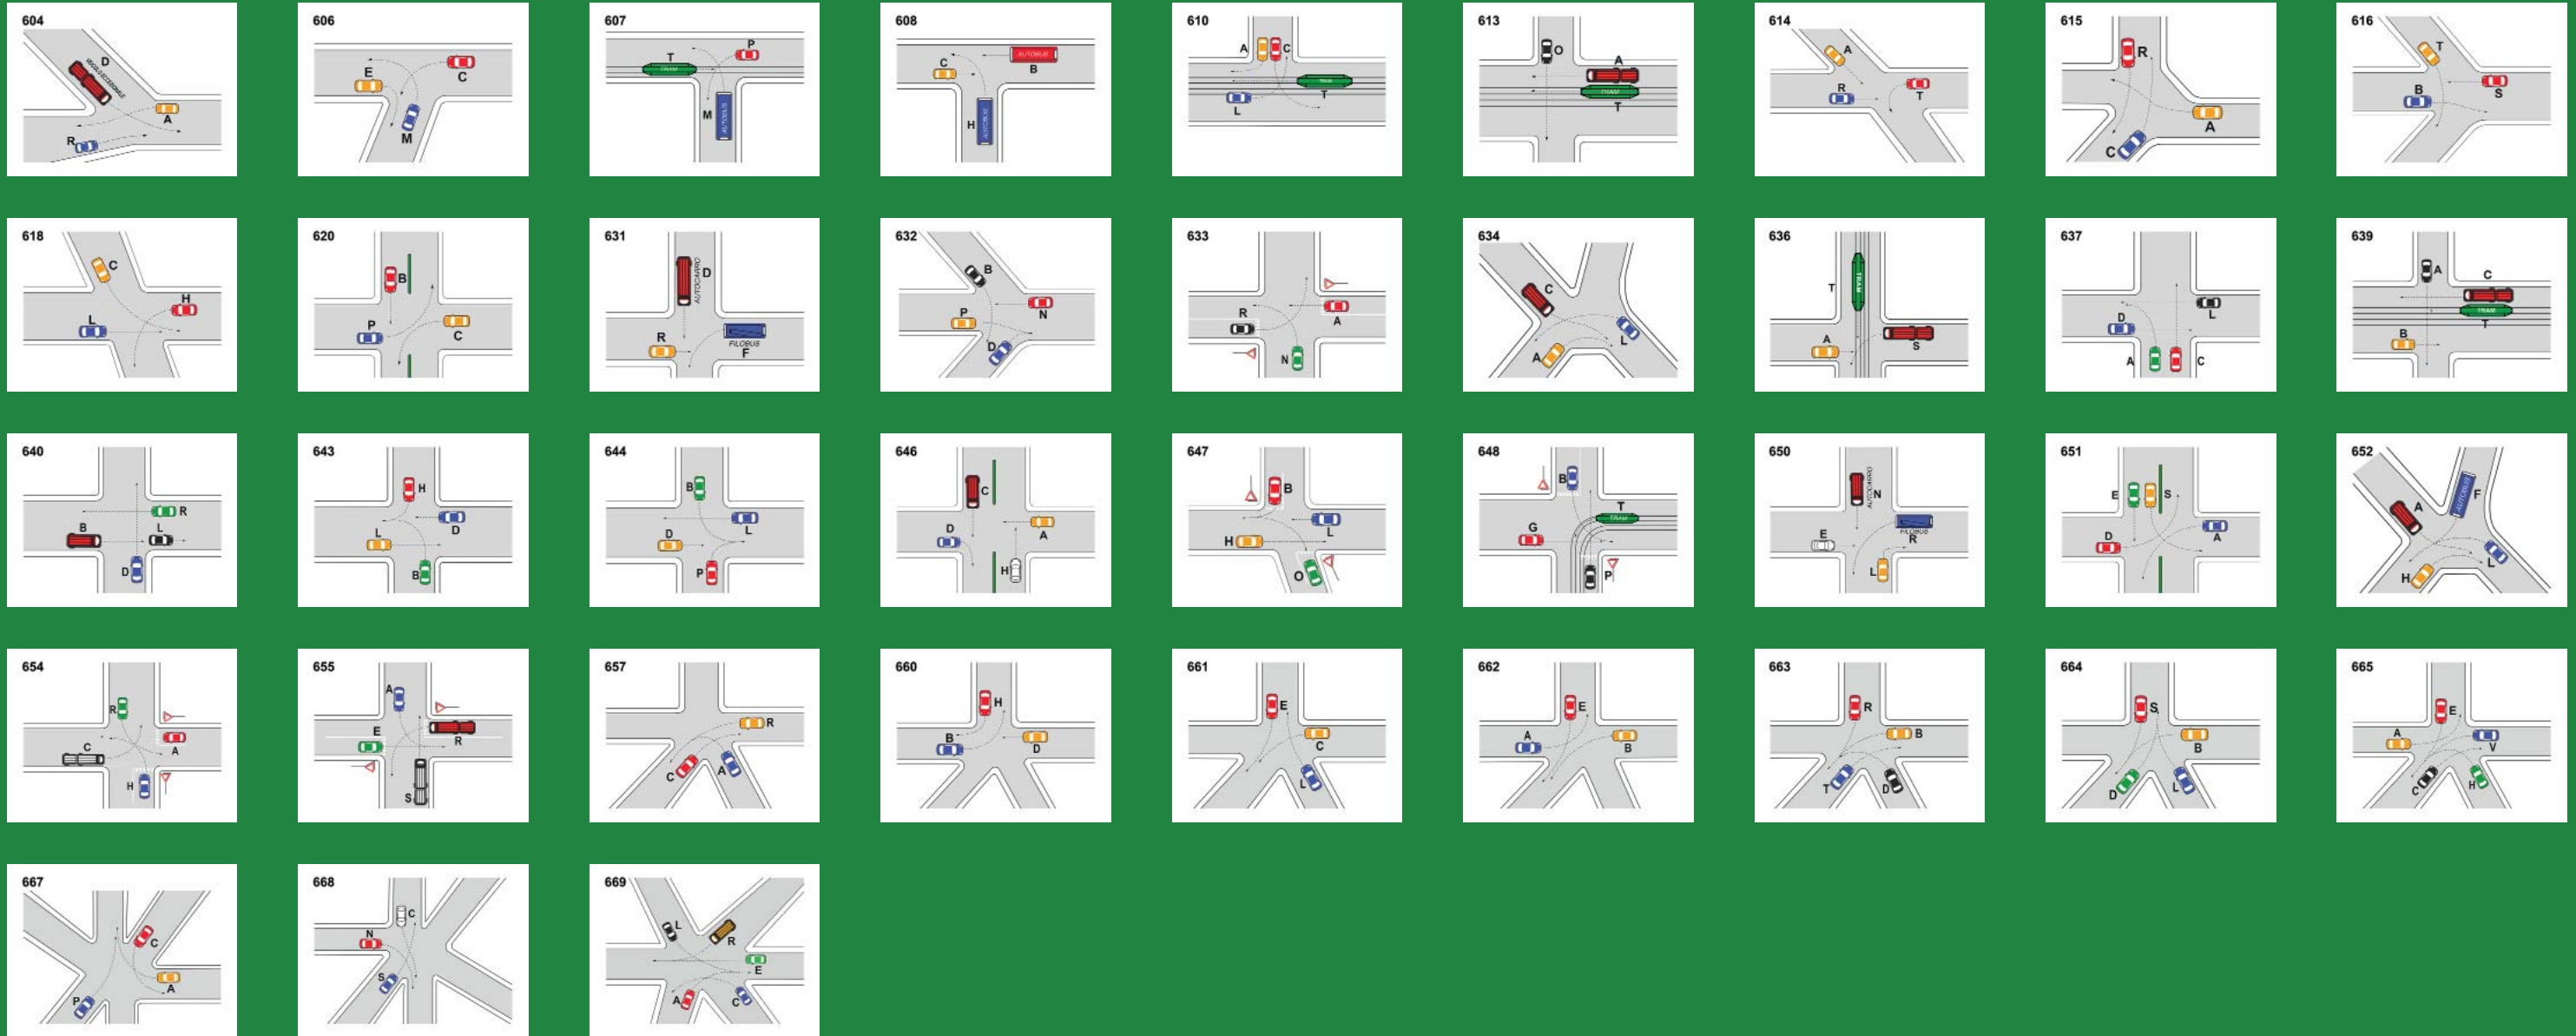 604
D
VEICOLO ECCEZIONALE
A
R
606
E
C
M
607
P
T
TRAM
M
AUTOBUS
608
AUTOBUS
C
B
H
AUTOBUS
610
A C
TRAM
T
L
613
O
A
TRAM
T
614
A
R
T
615
R
A
C
616
T
B
S
618
C
H
L
620
B
P
C
631
D
AUTOCARRO
R
FILOBUS
F
632
B
P
N
D
633
R
A
N
634
C
A
L
636
T
TRAM
A
S
637
D
L
A C
639
A
C
TRAM
B
T
640
R
B L
D
643
H
L
D
B
644
B
D
L
P
646
C
D
A
H
647
B
L
H
O
648
B
T
TRAM
G
P
650
N
AUTOCARRO
E
FILOBUS
R
L
651
E S
D
A
652
A
F
AUTOBUS
H
L
654
R
C
A
H
655
A
E
R
S
657
R
C A
660
H
B
D
661
E
C
L
662
E
A
B
663
R
B
T D
664
S
B
D L
665
E
A
V
C H
667
C
A
P
668
C
N
S
669
L
R
E
A C